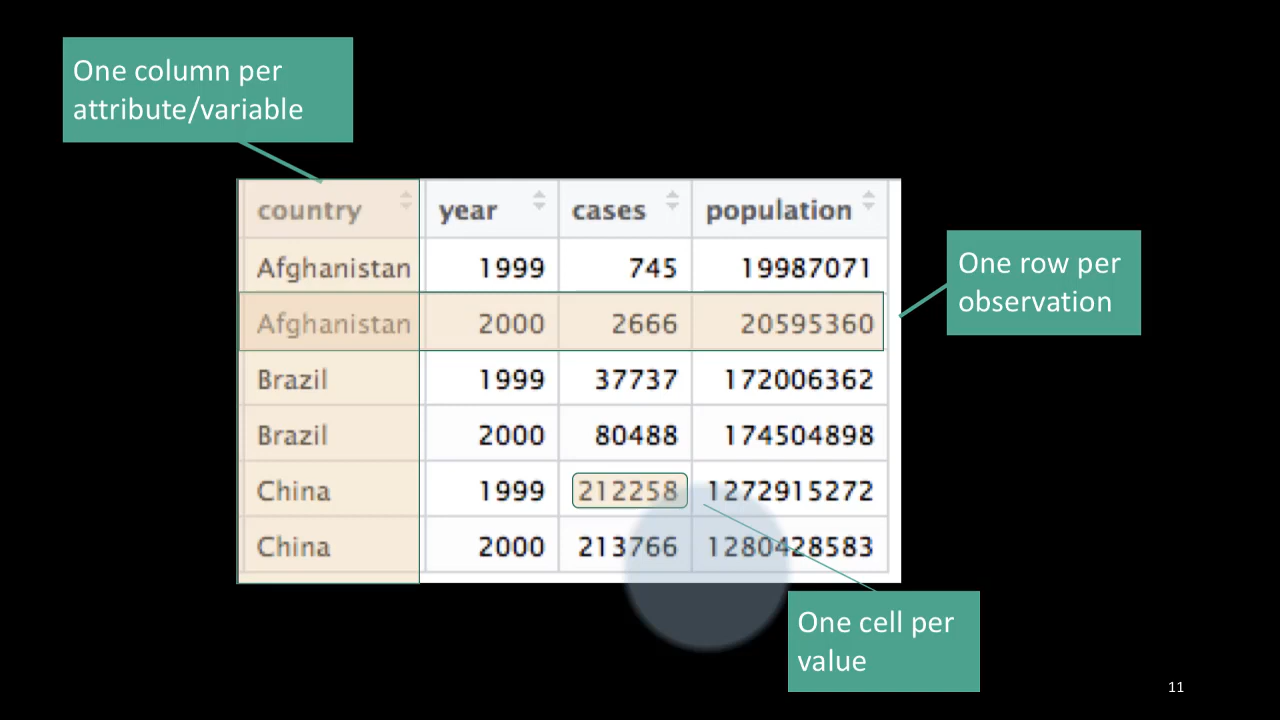 One column per
attribute/variable
country year cases population
Afghanistan 1999 745 19987071
Afghanistan 2000 2666 20595360
Brazil 1999 37737 172006362
Brazil 2000 80488 174504898
China 1999 212258 1272915272
China 2000 213766 1280428583
One row per
observation
One cell per
value
11